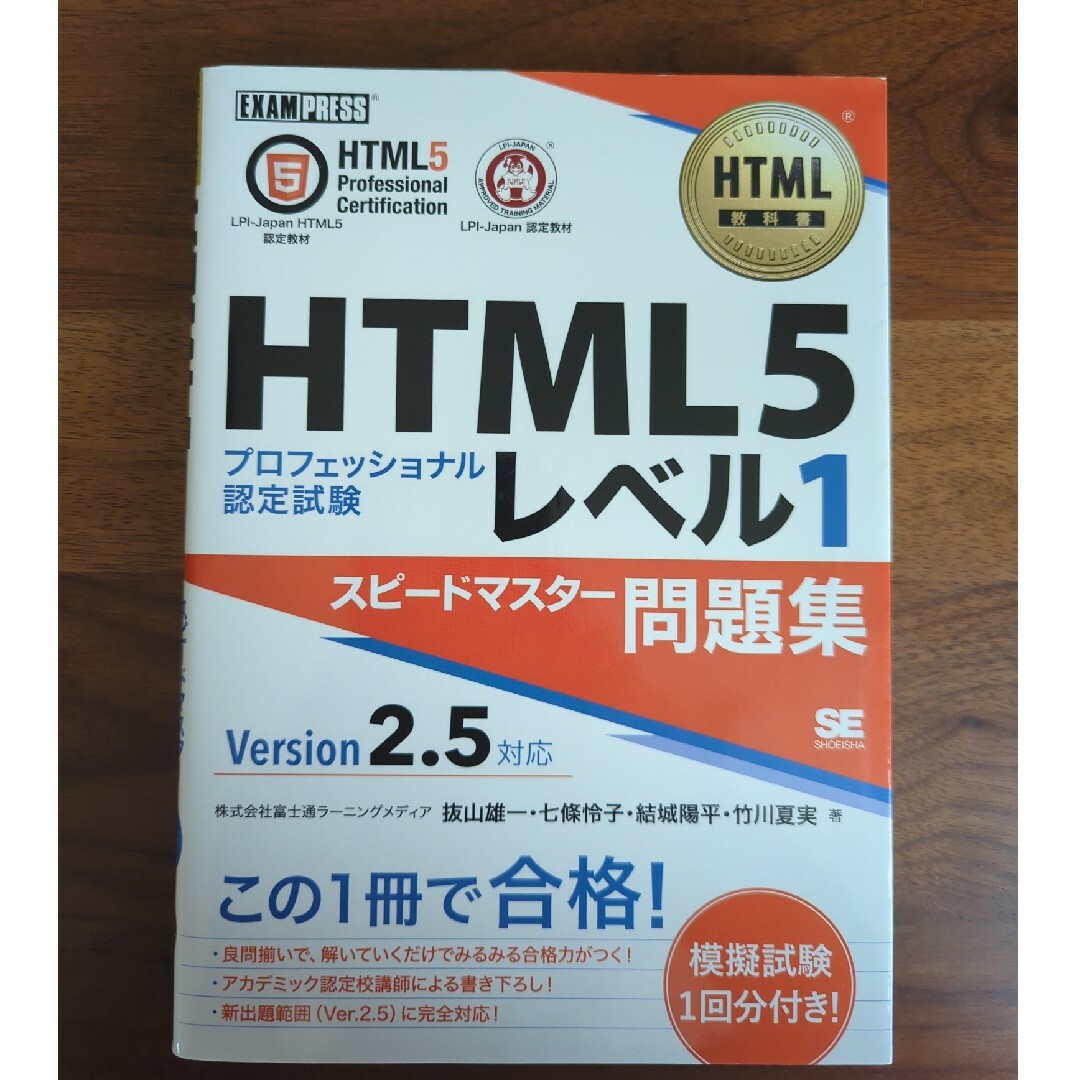 EXAMPRESS®
HTML5
Professional
Certification
LPI-Japan HTML5
認定教材
LPI-JAPAN
APPROVED TRAINING MATERIAL
®
LPI-Japan 認定教材
®
HTML
教科書
HTML5
プロフェッショナル
認定試験
レベル1
スピードマスター問題集
SE
SHOEISHA
Version 2.5 対応
株式会社富士通ラーニングメディア 抜山雄一・七條怜子・結城陽平・竹川夏実 著
この1冊で合格!
・良問揃いで、解いていくだけでみるみる合格力がつく!
・アカデミック認定校講師による書き下ろし!
・新出題範囲(Ver.2.5)に完全対応!
模擬試験
1回分付き!